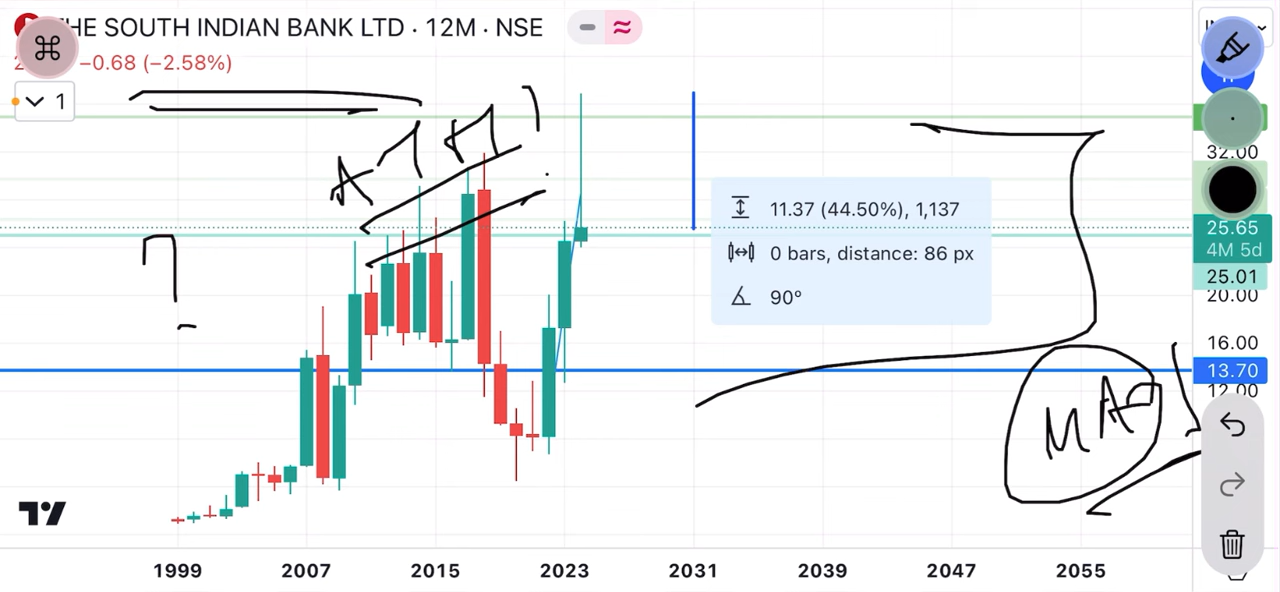 THE SOUTH INDIAN BANK LTD · 12M · NSE
−0.68 (−2.58%)
1
ATH
32.00
11.37 (44.50%), 1,137
25.65
4M 5d
0 bars, distance: 86 px
25.01
20.00
90º
16.00
13.70
12.00
MAP
1999 2007 2015 2023 2031 2039 2047 2055